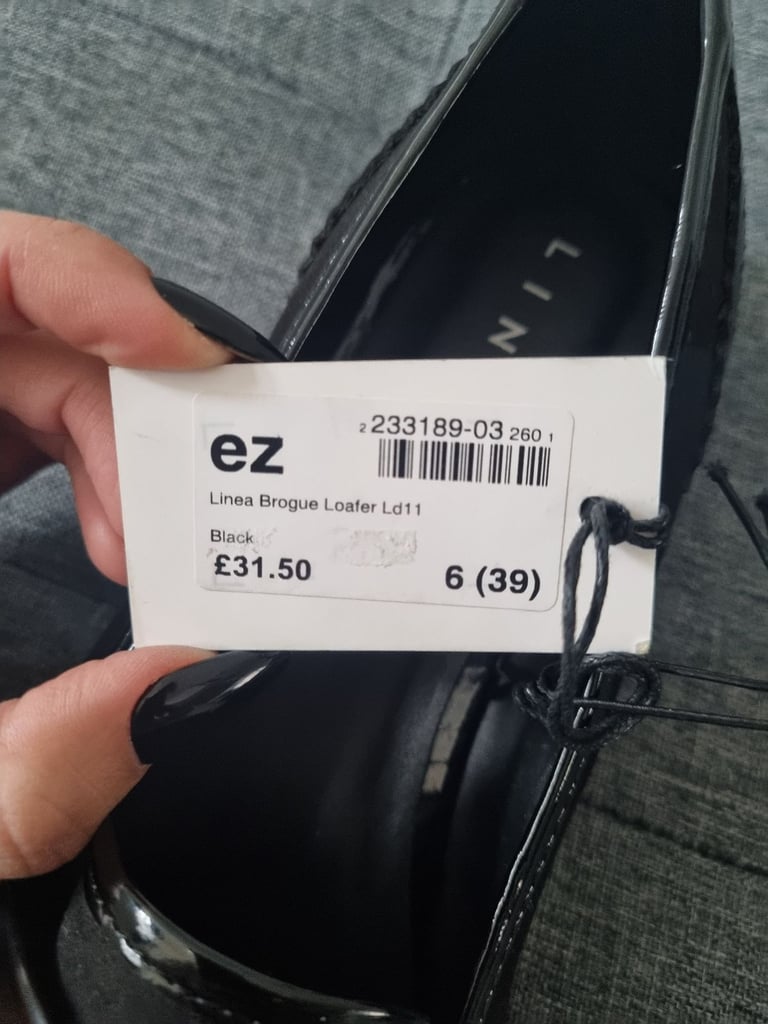 LIN
ez
2 233189-03 260 1
Linea Brogue Loafer Ld11
Black
£31.50
6 (39)